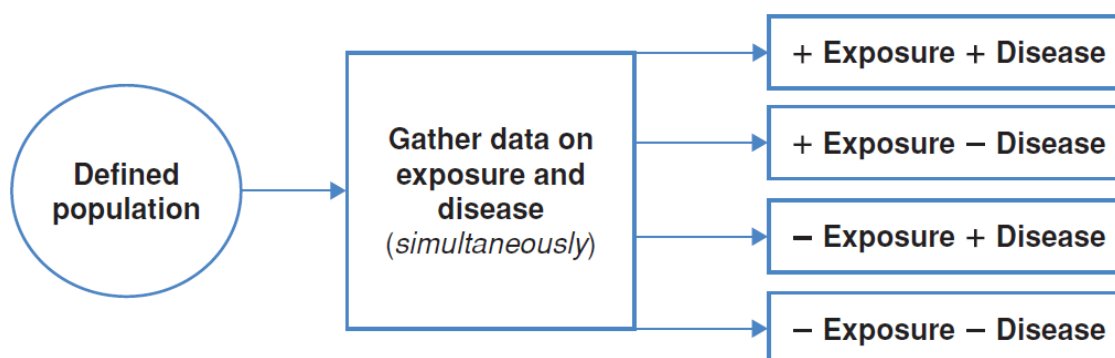 Defined
population
Gather data on
exposure and
disease
(simultaneously)
+ Exposure + Disease
+ Exposure − Disease
− Exposure + Disease
− Exposure − Disease